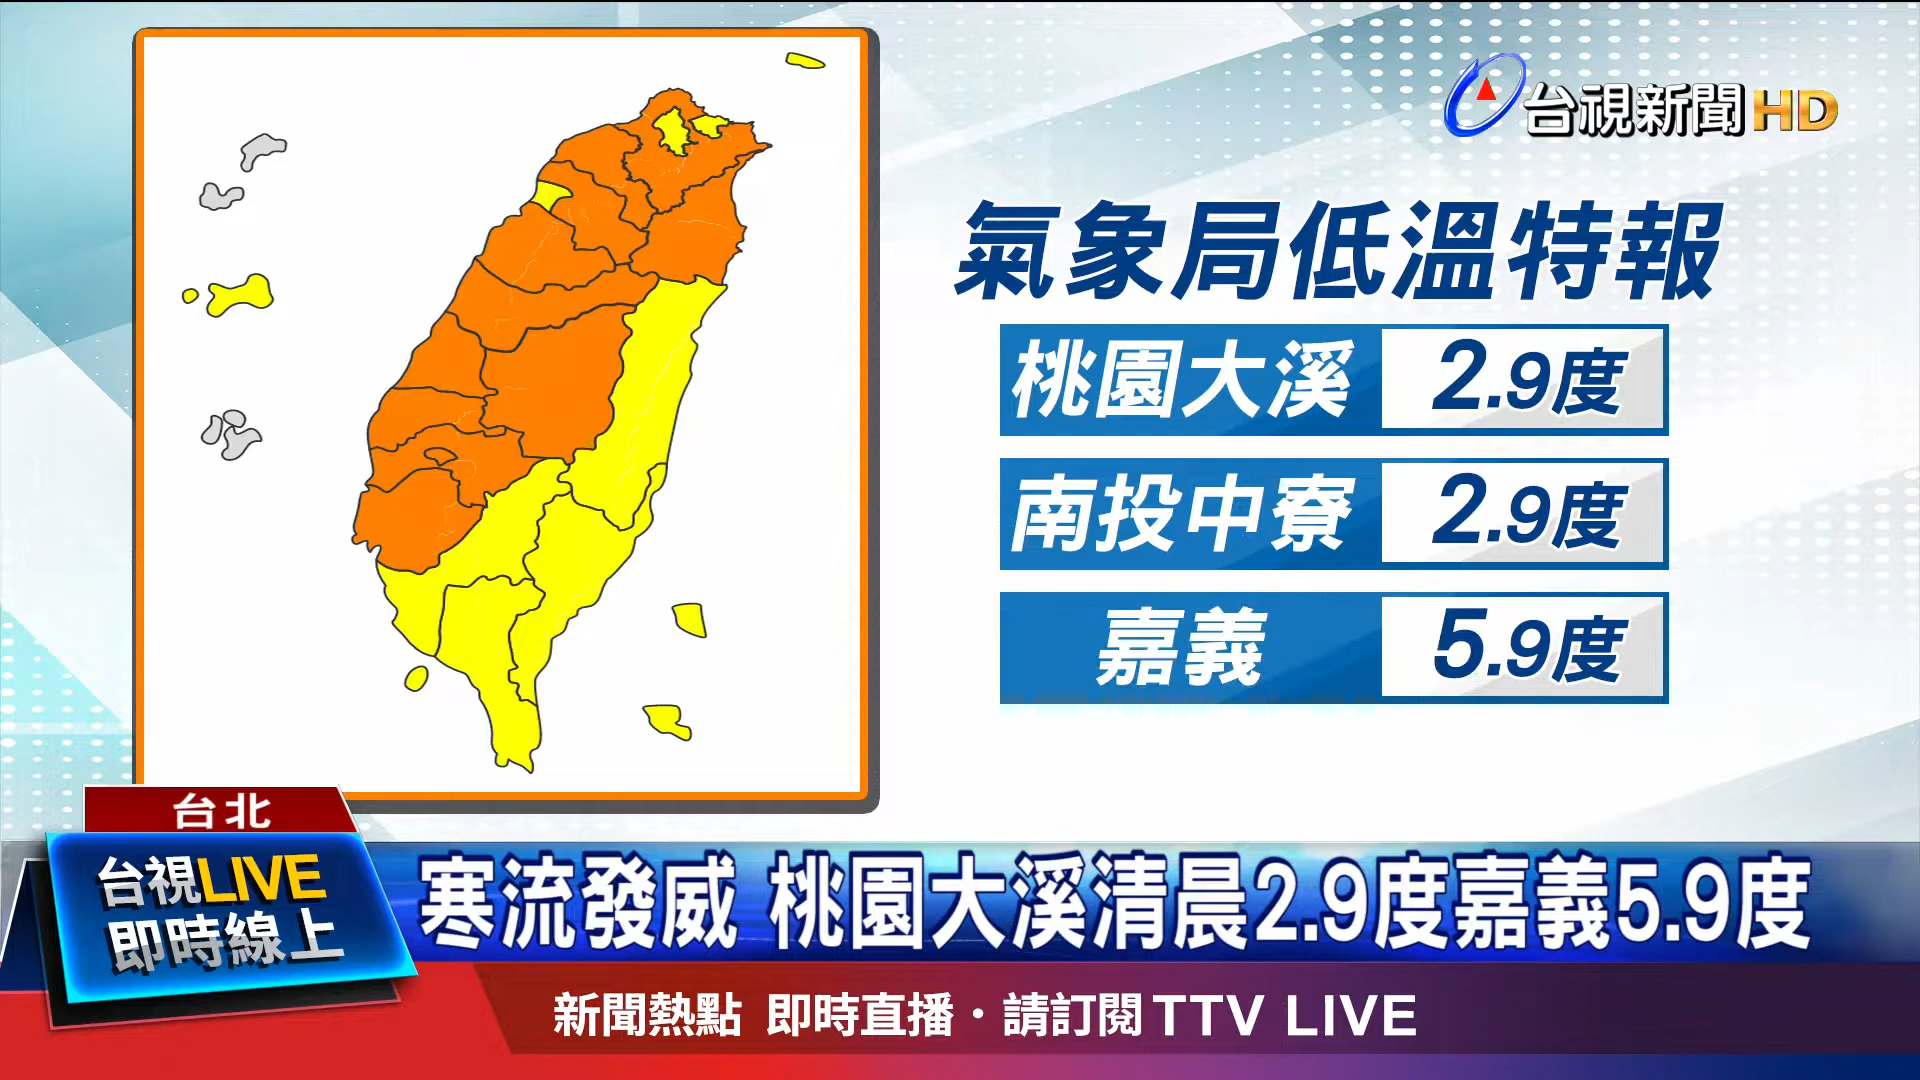 台視新聞HD
氣象局低溫特報
桃園大溪 2.9度
南投中寮 2.9度
嘉義 5.9度
台北
台視LIVE
即時線上
寒流發威 桃園大溪清晨2.9度嘉義5.9度
新聞熱點 即時直播·請訂閱TTV LIVE